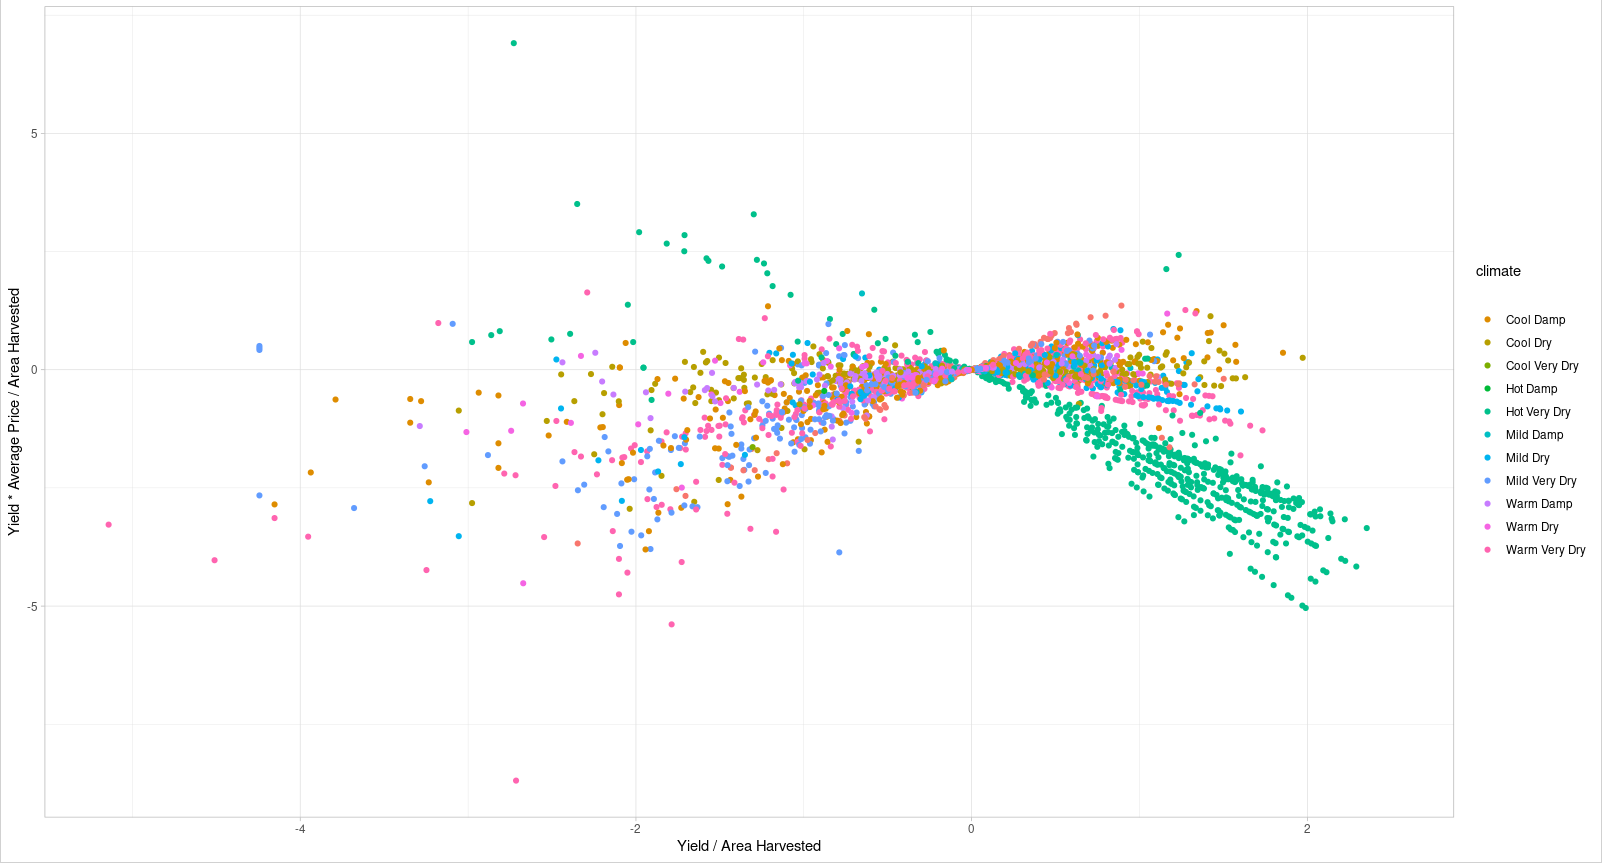 Yield * Average Price / Area Harvested
5
0
-5
-4
-2
0
2
Yield / Area Harvested
climate
Cool Damp
Cool Dry
Cool Very Dry
Hot Damp
Hot Very Dry
Mild Damp
Mild Dry
Mild Very Dry
Warm Damp
Warm Dry
Warm Very Dry